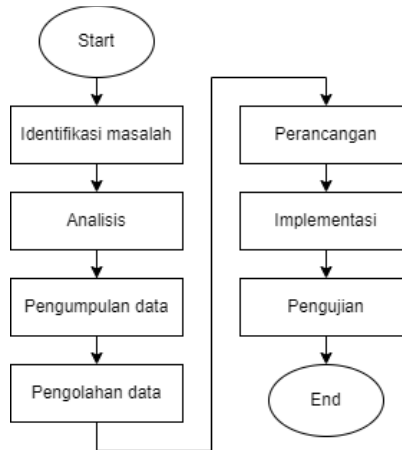 Start
Identifikasi masalah
Analisis
Pengumpulan data
Pengolahan data
Perancangan
Implementasi
Pengujian
End